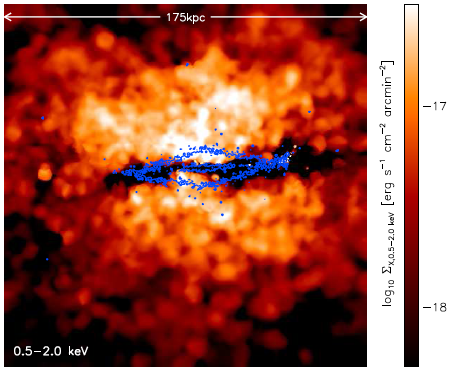 175kpc
0.5−2.0 keV
−17
−18
log₁₀ Σ_X,0.5−2.0 keV [erg s⁻¹ cm⁻² arcmin⁻²]